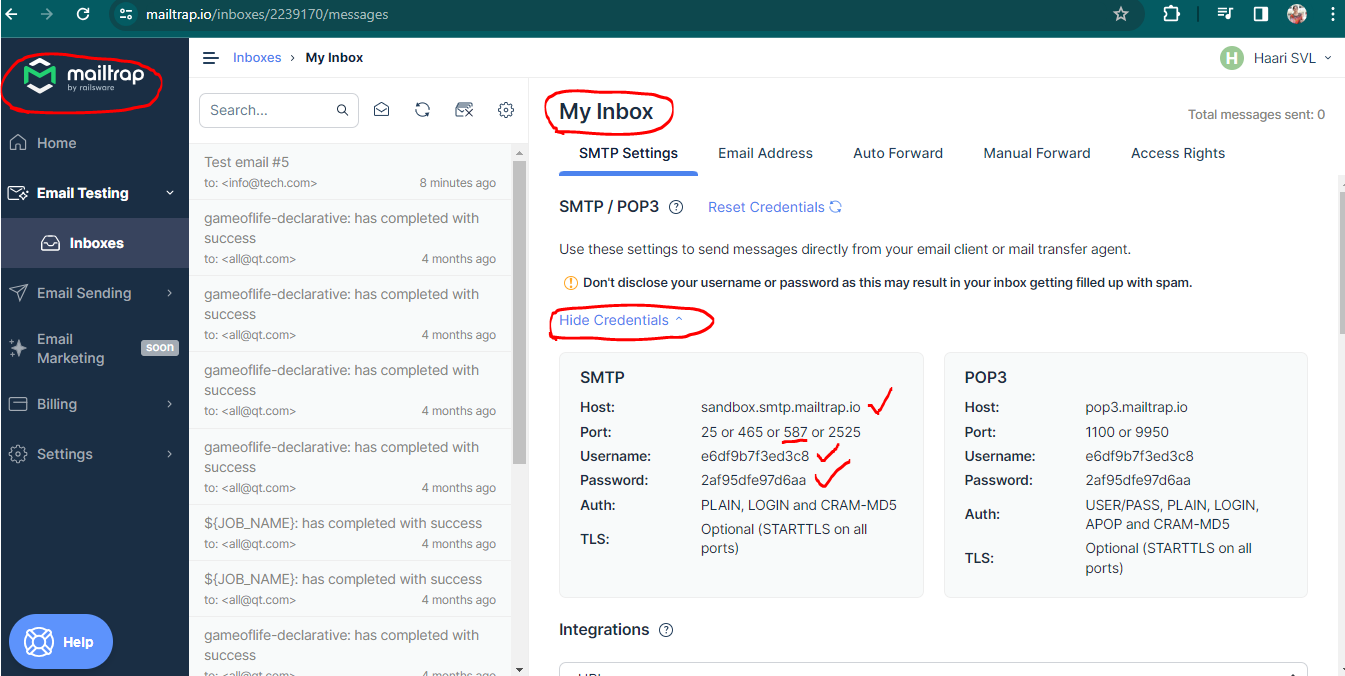 mailtrap.io/inboxes/2239170/messages
mailtrap
by railsware
Home
Email Testing
Inboxes
Email Sending
Email
Marketing
soon
Billing
Settings
Help
Inboxes › My Inbox
H Haari SVL
Search...
Test email #5
to: <info@tech.com> 8 minutes ago
gameoflife-declarative: has completed with
success
to: <all@qt.com> 4 months ago
gameoflife-declarative: has completed with
success
to: <all@qt.com> 4 months ago
gameoflife-declarative: has completed with
success
to: <all@qt.com> 4 months ago
gameoflife-declarative: has completed with
success
to: <all@qt.com> 4 months ago
${JOB_NAME}: has completed with success
to: <all@qt.com> 4 months ago
${JOB_NAME}: has completed with success
to: <all@qt.com> 4 months ago
gameoflife-declarative: has completed with
success
to: <all@qt.com> 4 months ago
My Inbox
Total messages sent: 0
SMTP Settings Email Address Auto Forward Manual Forward Access Rights
SMTP / POP3 ? Reset Credentials
Use these settings to send messages directly from your email client or mail transfer agent.
Don't disclose your username or password as this may result in your inbox getting filled up with spam.
Hide Credentials
SMTP
Host: sandbox.smtp.mailtrap.io
Port: 25 or 465 or 587 or 2525
Username: e6df9b7f3ed3c8
Password: 2af95dfe97d6aa
Auth: PLAIN, LOGIN and CRAM-MD5
TLS: Optional (STARTTLS on all
ports)
POP3
Host: pop3.mailtrap.io
Port: 1100 or 9950
Username: e6df9b7f3ed3c8
Password: 2af95dfe97d6aa
Auth: USER/PASS, PLAIN, LOGIN,
APOP and CRAM-MD5
TLS: Optional (STARTTLS on all
ports)
Integrations ?